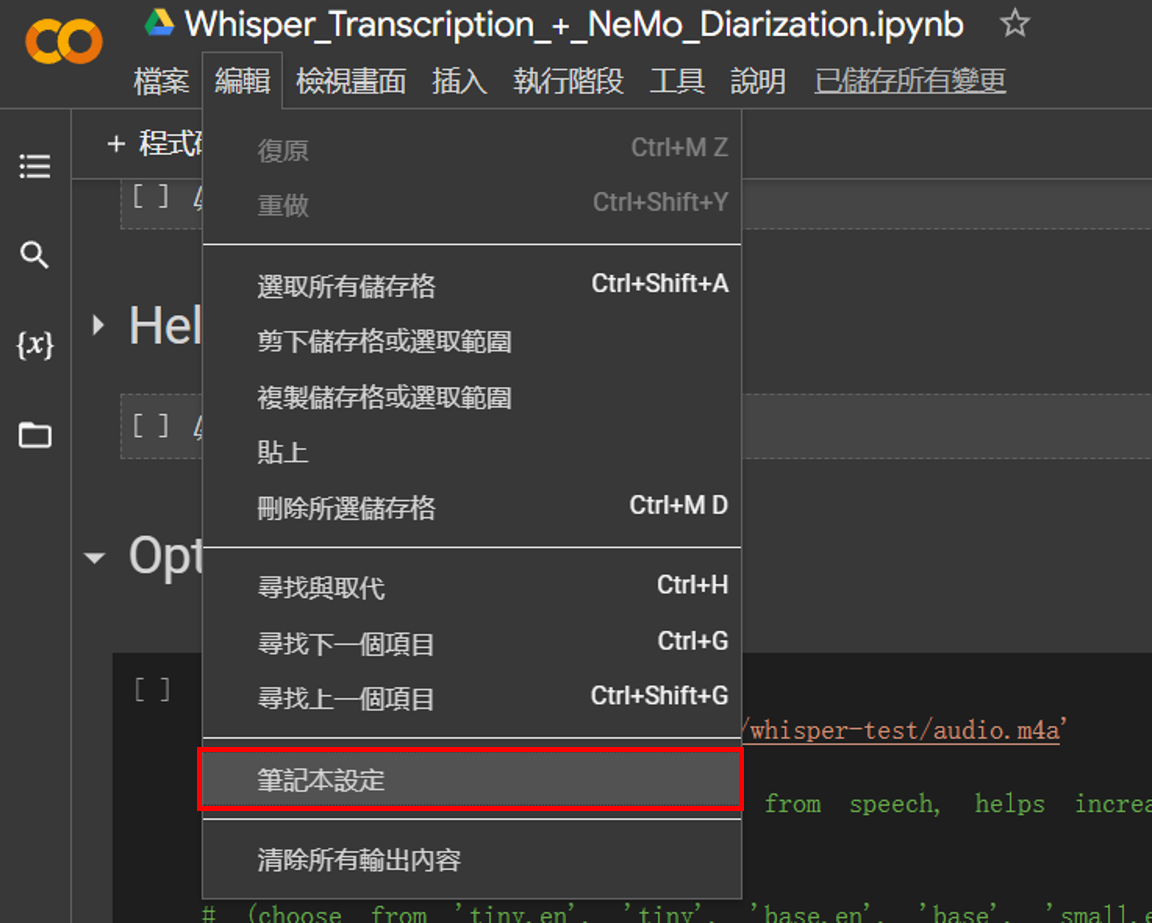 Whisper_Transcription_+_NeMo_Diarization.ipynb
檔案 編輯 檢視畫面 插入 執行階段 工具 說明 已儲存所有變更
+ 程式
復原 Ctrl+M Z
[ ]
重做 Ctrl+Shift+Y
選取所有儲存格 Ctrl+Shift+A
Hel
剪下儲存格或選取範圍
{x}
複製儲存格或選取範圍
[ ]
貼上
刪除所選儲存格 Ctrl+M D
Opt
尋找與取代 Ctrl+H
尋找下一個項目 Ctrl+G
[ ]
尋找上一個項目 Ctrl+Shift+G
/whisper-test/audio.m4a'
筆記本設定
from speech, helps increa
清除所有輸出內容
# (choose from 'tiny.en', 'tiny', 'base.en', 'base', 'small.e